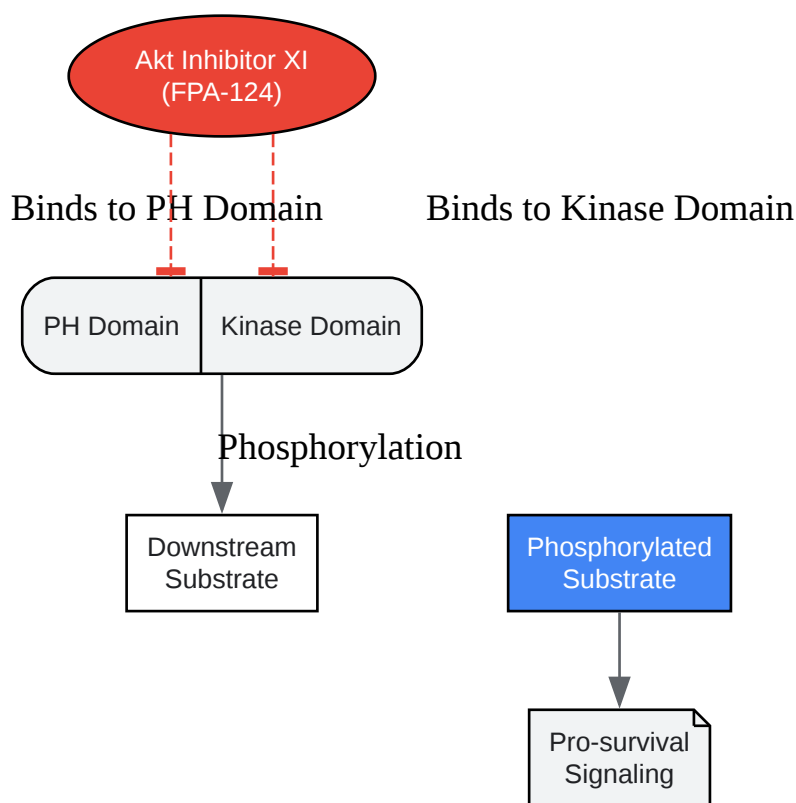 Akt Inhibitor XI
(FPA-124)
Binds to PH Domain
Binds to Kinase Domain
PH Domain
Kinase Domain
Phosphorylation
Downstream
Substrate
Phosphorylated
Substrate
Pro-survival
Signaling